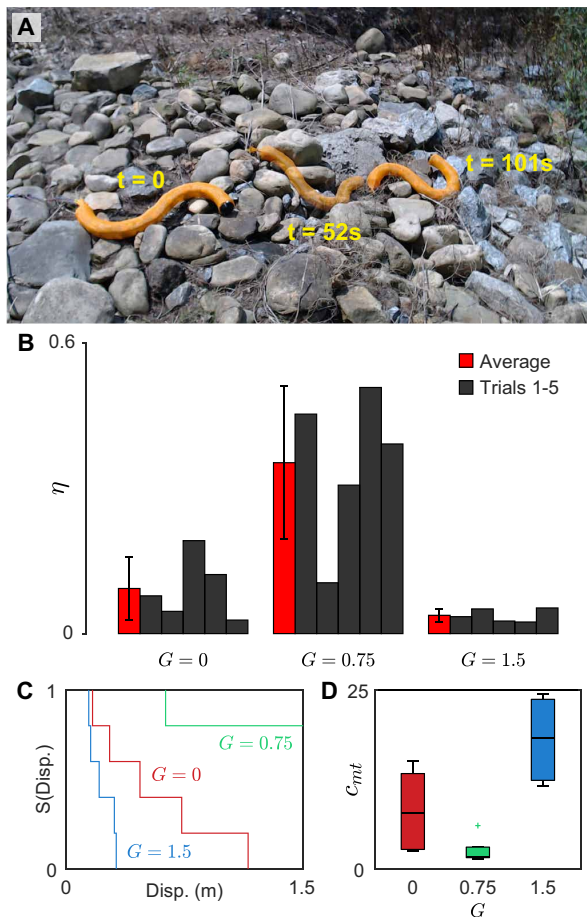 A
t = 0
t = 52s
t = 101s
B
0.6
η
0
Average
Trials 1-5
G = 0
G = 0.75
G = 1.5
C
1
S(Disp.)
0
G = 0.75
G = 0
G = 1.5
0
Disp. (m)
1.5
D
25
c_mt
0
0
0.75
1.5
G